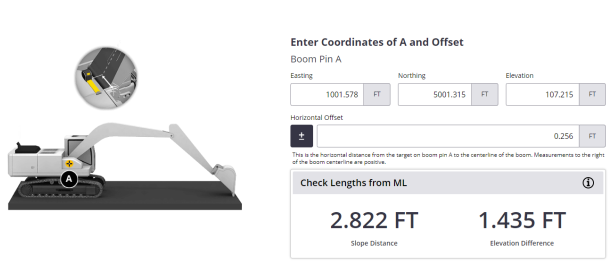 Enter Coordinates of A and Offset
Boom Pin A
Easting Northing Elevation
1001.578 FT 5001.315 FT 107.215 FT
Horizontal Offset
± 0.256 FT
This is the horizontal distance from the target on boom pin A to the centerline of the boom. Measurements to the right
of the boom centerline are positive.
Check Lengths from ML
2.822 FT 1.435 FT
Slope Distance Elevation Difference
A